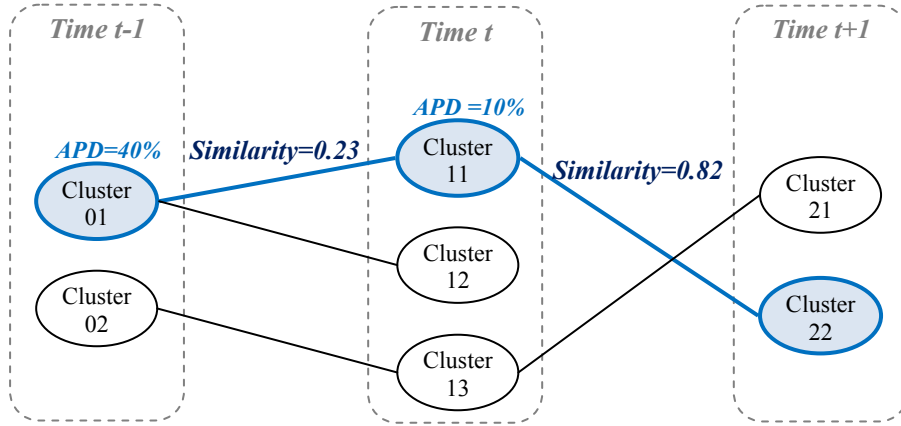 Time t-1
Time t
Time t+1
APD=40%
Similarity=0.23
APD =10%
Similarity=0.82
Cluster
01
Cluster
02
Cluster
11
Cluster
12
Cluster
13
Cluster
21
Cluster
22